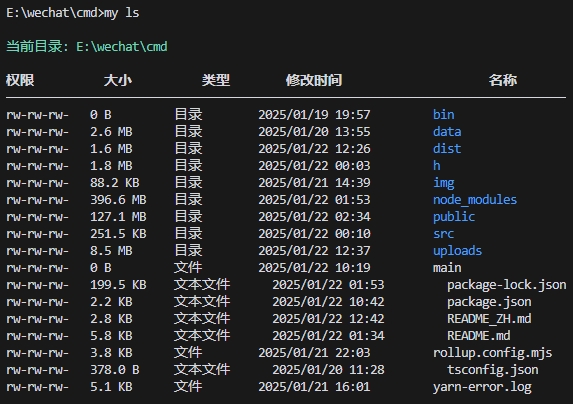 E:\wechat\cmd>my ls
当前目录: E:\wechat\cmd
权限 大小 类型 修改时间 名称
rw-rw-rw- 0 B 目录 2025/01/19 19:57 bin
rw-rw-rw- 2.6 MB 目录 2025/01/20 13:55 data
rw-rw-rw- 1.6 MB 目录 2025/01/22 12:26 dist
rw-rw-rw- 1.8 MB 目录 2025/01/22 00:03 h
rw-rw-rw- 88.2 KB 目录 2025/01/21 14:39 img
rw-rw-rw- 396.6 MB 目录 2025/01/22 01:53 node_modules
rw-rw-rw- 127.1 MB 目录 2025/01/22 02:34 public
rw-rw-rw- 251.5 KB 目录 2025/01/22 00:10 src
rw-rw-rw- 8.5 MB 目录 2025/01/22 12:37 uploads
rw-rw-rw- 0 B 文件 2025/01/22 10:19 main
rw-rw-rw- 199.5 KB 文本文件 2025/01/22 01:53 package-lock.json
rw-rw-rw- 2.2 KB 文本文件 2025/01/22 10:42 package.json
rw-rw-rw- 2.8 KB 文本文件 2025/01/22 12:42 README_ZH.md
rw-rw-rw- 5.8 KB 文本文件 2025/01/22 01:34 README.md
rw-rw-rw- 3.8 KB 文件 2025/01/21 22:03 rollup.config.mjs
rw-rw-rw- 378.0 B 文本文件 2025/01/20 11:28 tsconfig.json
rw-rw-rw- 5.1 KB 文件 2025/01/21 16:01 yarn-error.log